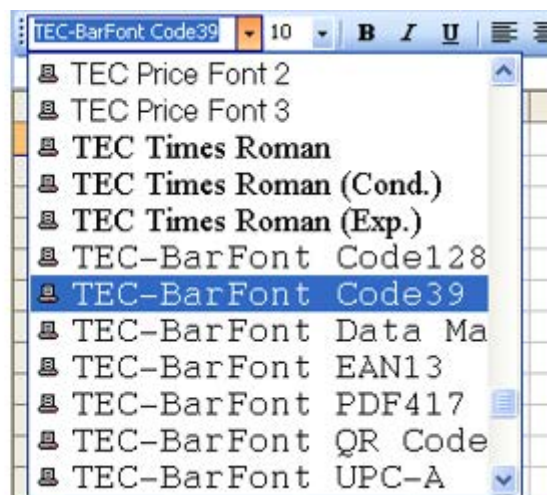 TEC-BarFont Code39 10 B I U
TEC Price Font 2
TEC Price Font 3
TEC Times Roman
TEC Times Roman (Cond.)
TEC Times Roman (Exp.)
TEC-BarFont Code128
TEC-BarFont Code39
TEC-BarFont Data Ma
TEC-BarFont EAN13
TEC-BarFont PDF417
TEC-BarFont QR Code
TEC-BarFont UPC-A